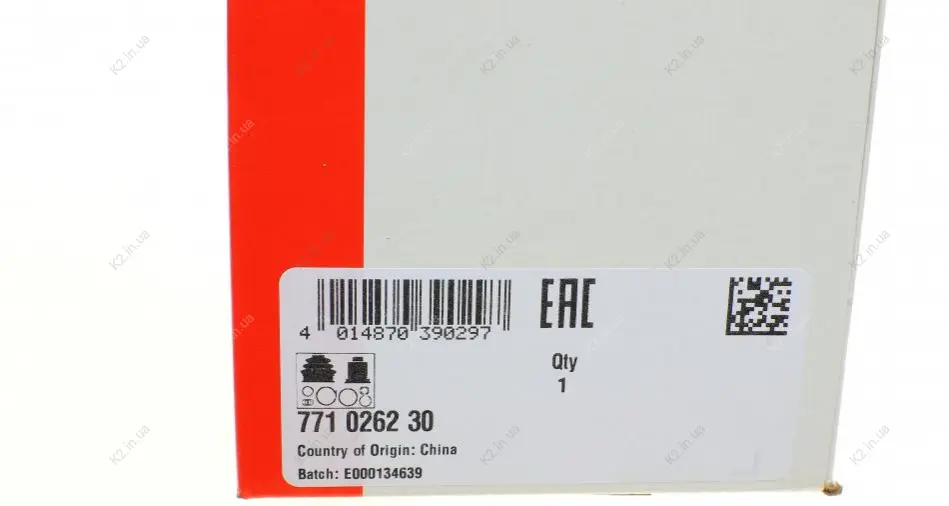 4 014870 390297
EAC
Qty
1
771 0262 30
Country of Origin: China
Batch: E000134639
K2.in.ua